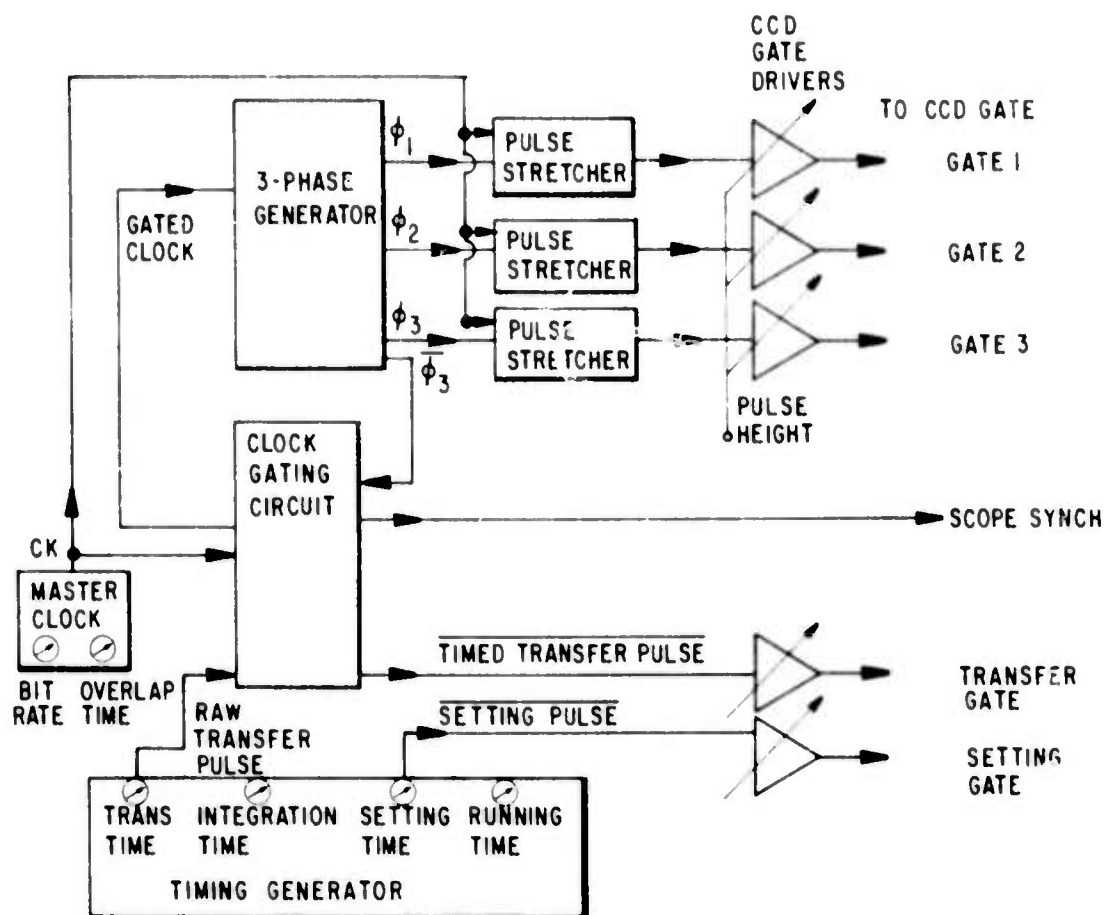 CCD
GATE
DRIVERS
TO CCD GATE
3-PHASE
GENERATOR
ϕ1
ϕ2
ϕ3
ϕ̅3
PULSE
STRETCHER
PULSE
STRETCHER
PULSE
STRETCHER
GATE 1
GATE 2
GATE 3
GATED
CLOCK
PULSE
HEIGHT
CLOCK
GATING
CIRCUIT
SCOPE SYNCH
CK
MASTER
CLOCK
BIT
RATE
OVERLAP
TIME
TIMED TRANSFER PULSE
TRANSFER
GATE
SETTING PULSE
SETTING
GATE
RAW
TRANSFER
PULSE
TRANS
TIME
INTEGRATION
TIME
SETTING
TIME
RUNNING
TIME
TIMING GENERATOR